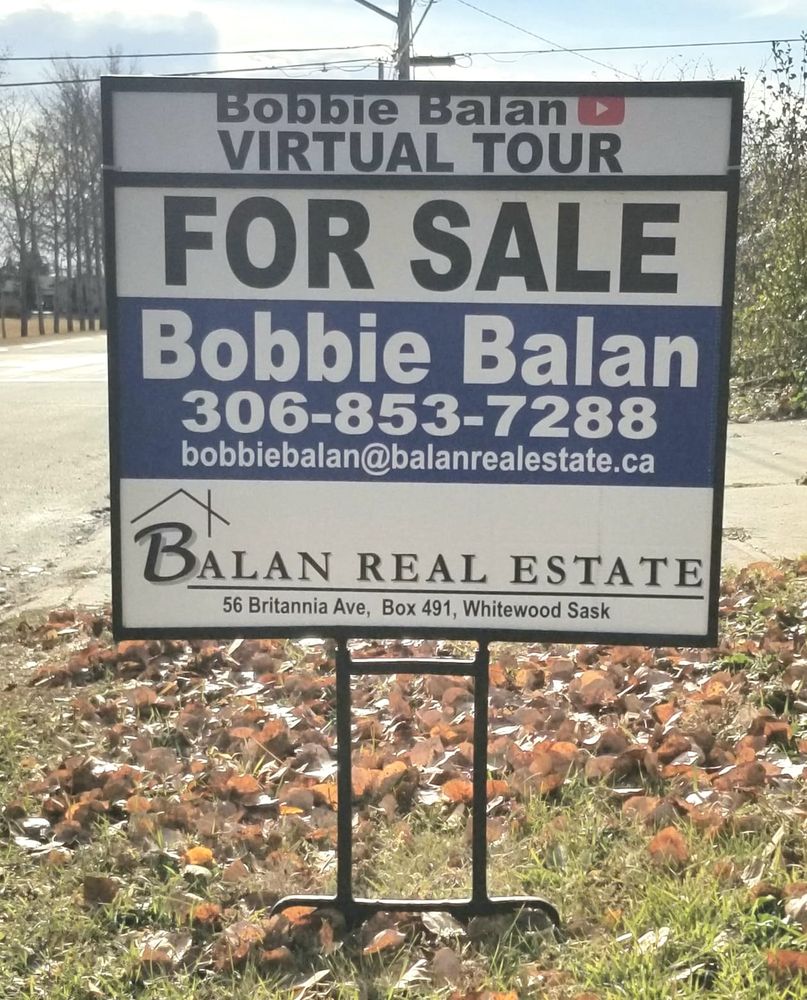 Bobbie Balan
VIRTUAL TOUR
FOR SALE
Bobbie Balan
306-853-7288
bobbiebalan@balanrealestate.ca
BALAN REAL ESTATE
56 Britannia Ave, Box 491, Whitewood Sask